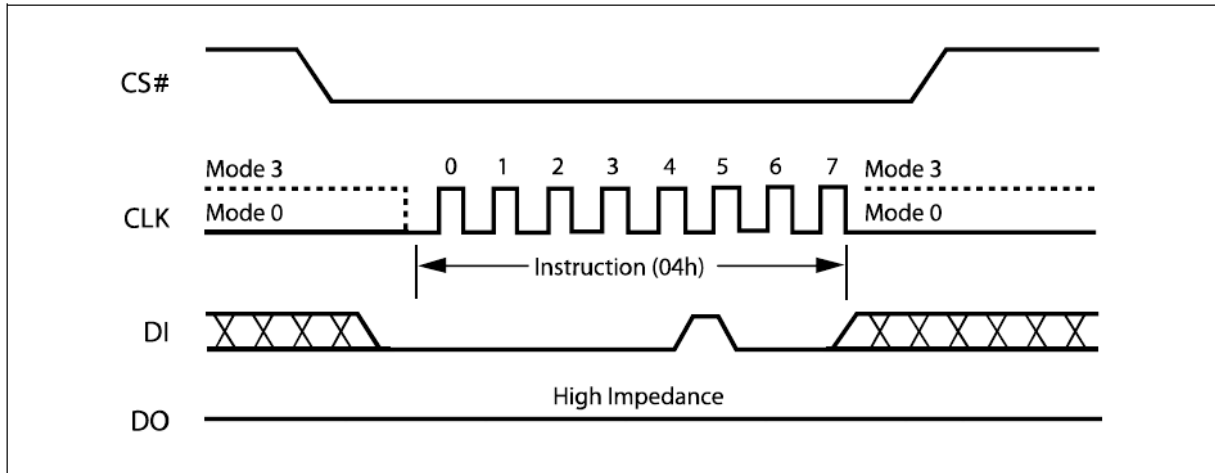 CS#
Mode 3 0 1 2 3 4 5 6 7 Mode 3
CLK Mode 0 Mode 0
Instruction (04h)
DI
High Impedance
DO